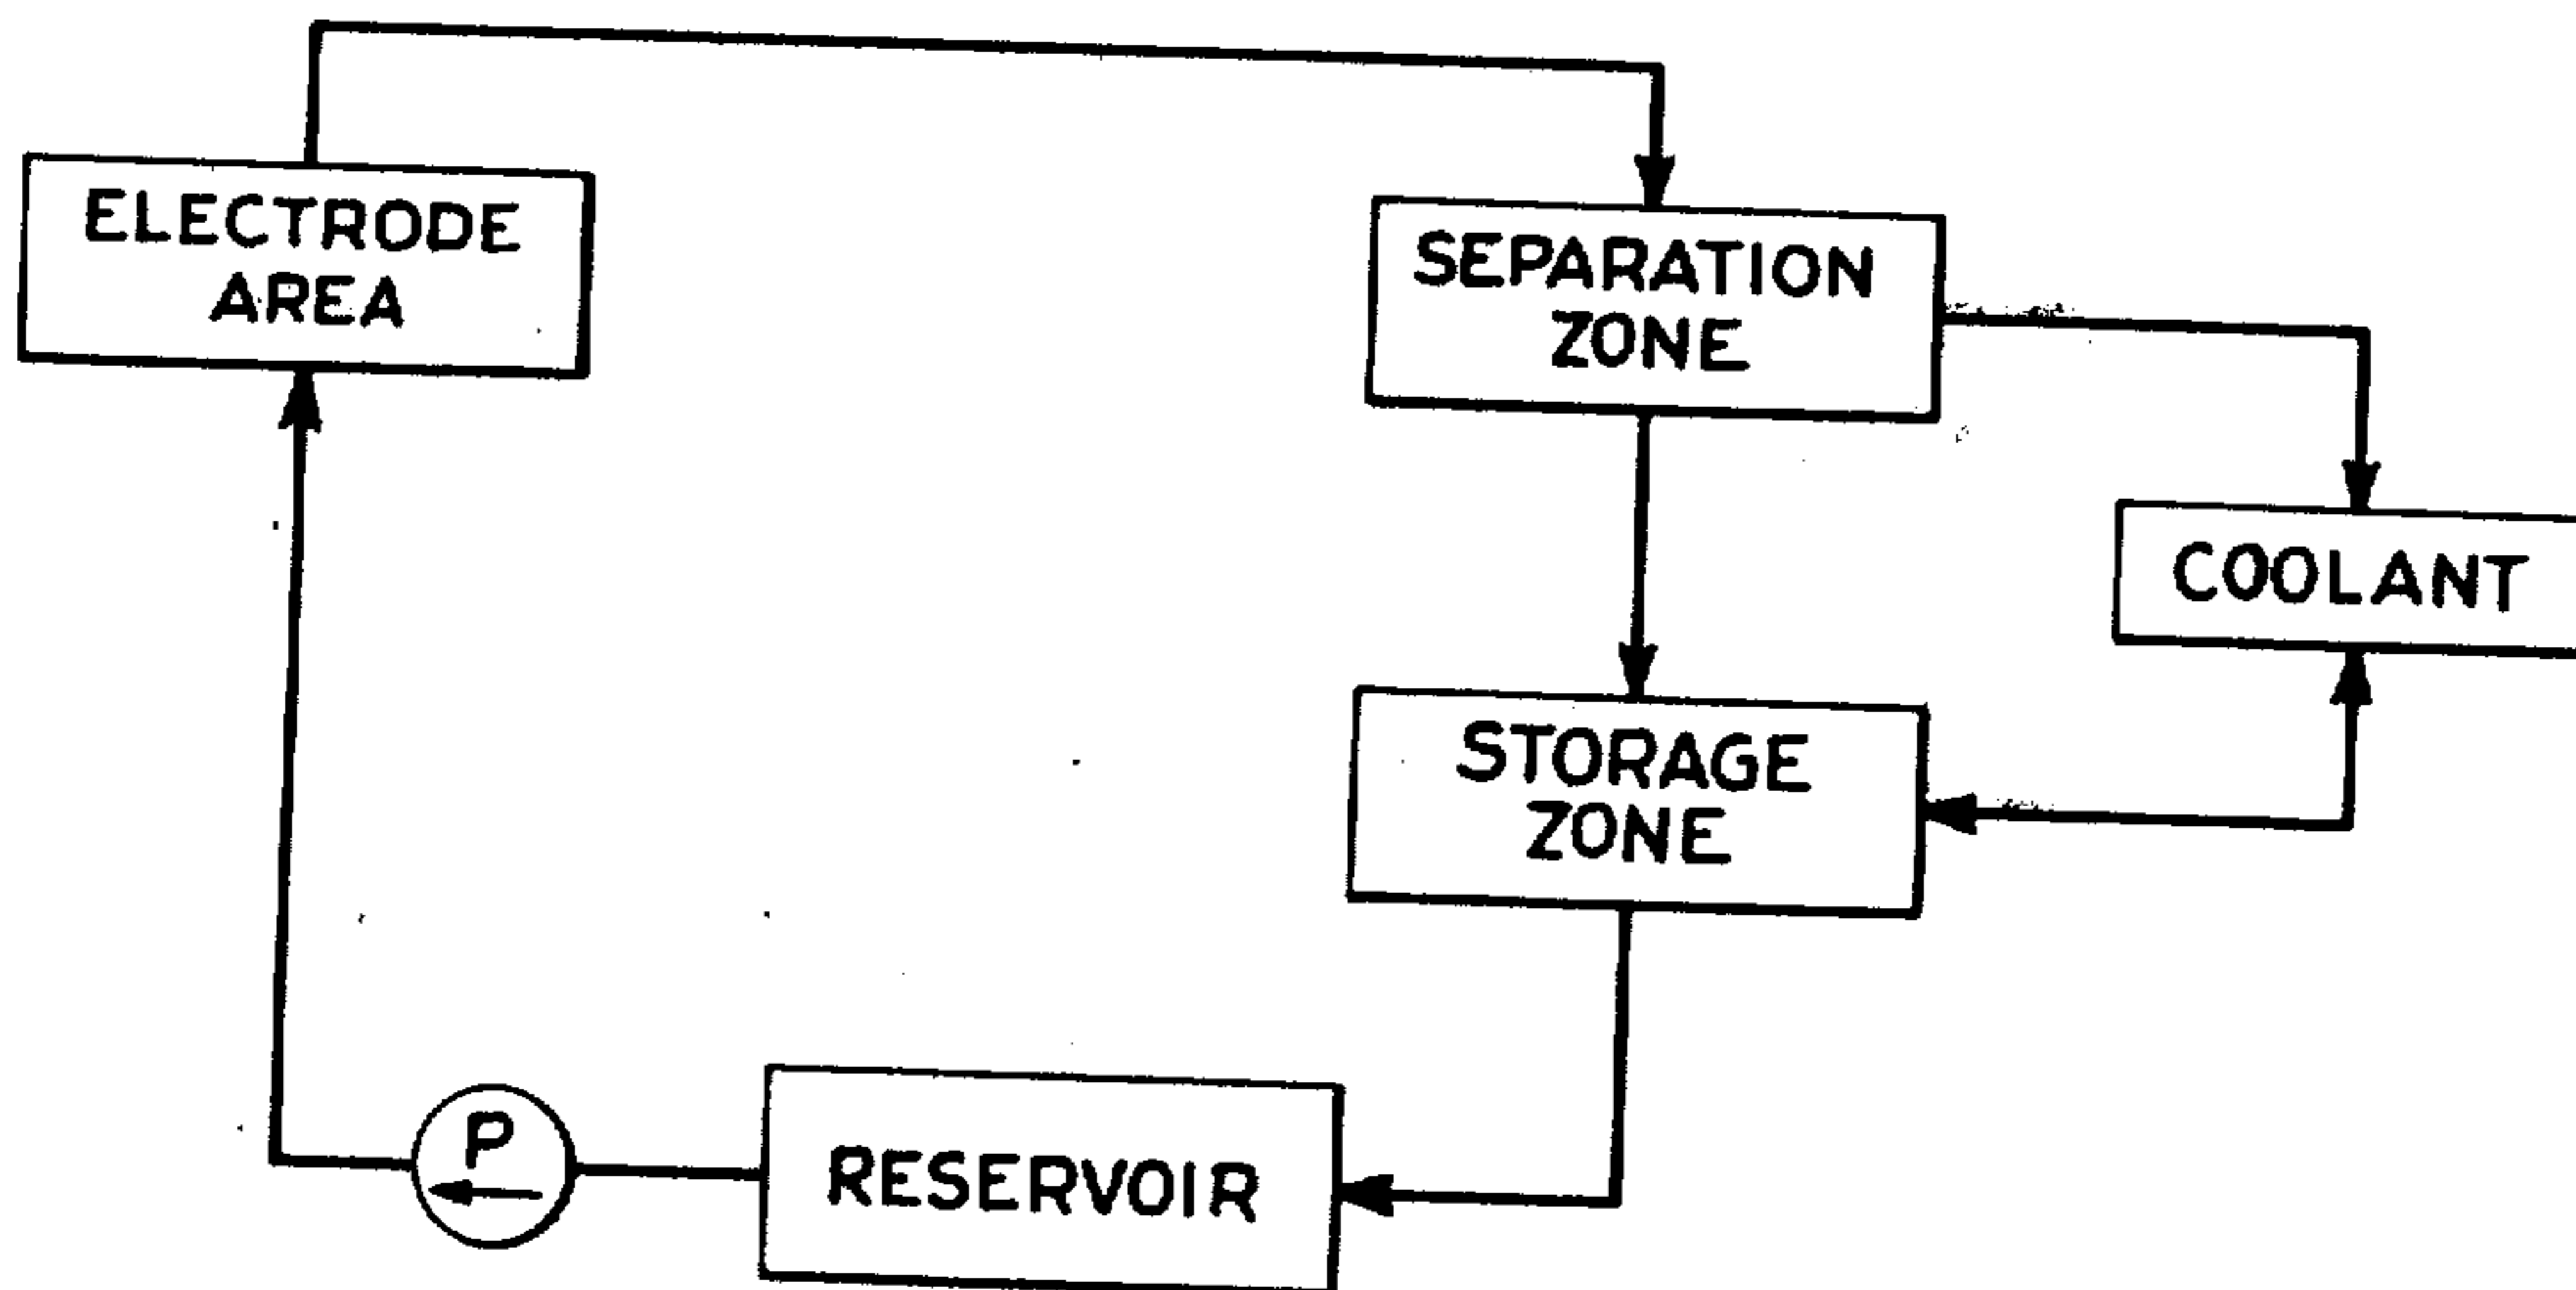 ELECTRODE
AREA
SEPARATION
ZONE
COOLANT
STORAGE
ZONE
P
RESERVOIR